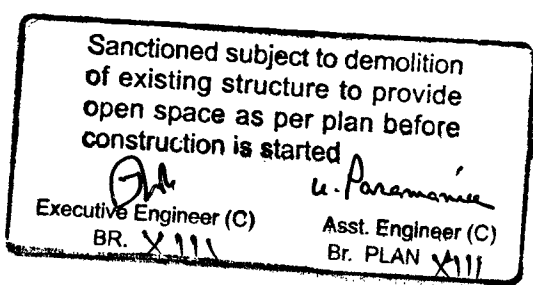 Sanctioned subject to demolition
of existing structure to provide
open space as per plan before
construction is started
u. Paramanik
Executive Engineer (C)
Asst. Engineer (C)
BR. XIII
Br. PLAN XIII